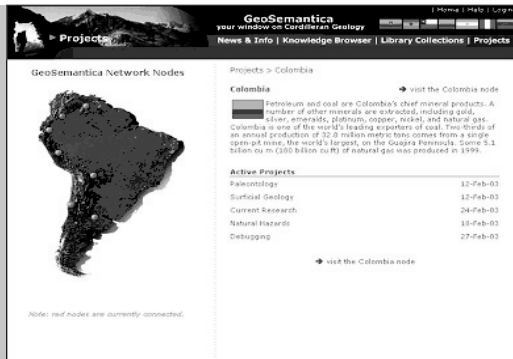 | Home | Help | Login
GeoSemantica
your window on Cordilleran Geology
Projects
News & Info | Knowledge Browser | Library Collections | Projects
GeoSemantica Network Nodes
Projects > Colombia
Colombia
visit the Colombia node
Petroleum and coal are Colombia's chief mineral products. A
number of other minerals are extracted, including gold,
silver, emeralds, platinum, copper, nickel, and natural gas.
Colombia is one of the world's leading exporters of coal. Two-thirds of
an annual production of 32.8 million metric tons comes from a single
open-pit mine, the world's largest, on the Guajira Peninsula. Some 5.1
billion cu m (180 billion cu ft) of natural gas was produced in 1999.
Active Projects
Paleontology 12-Feb-03
Surficial Geology 12-Feb-03
Current Research 24-Feb-03
Natural Hazards 18-Feb-03
Debugging 27-Feb-03
visit the Colombia node
Note: red nodes are currently connected.